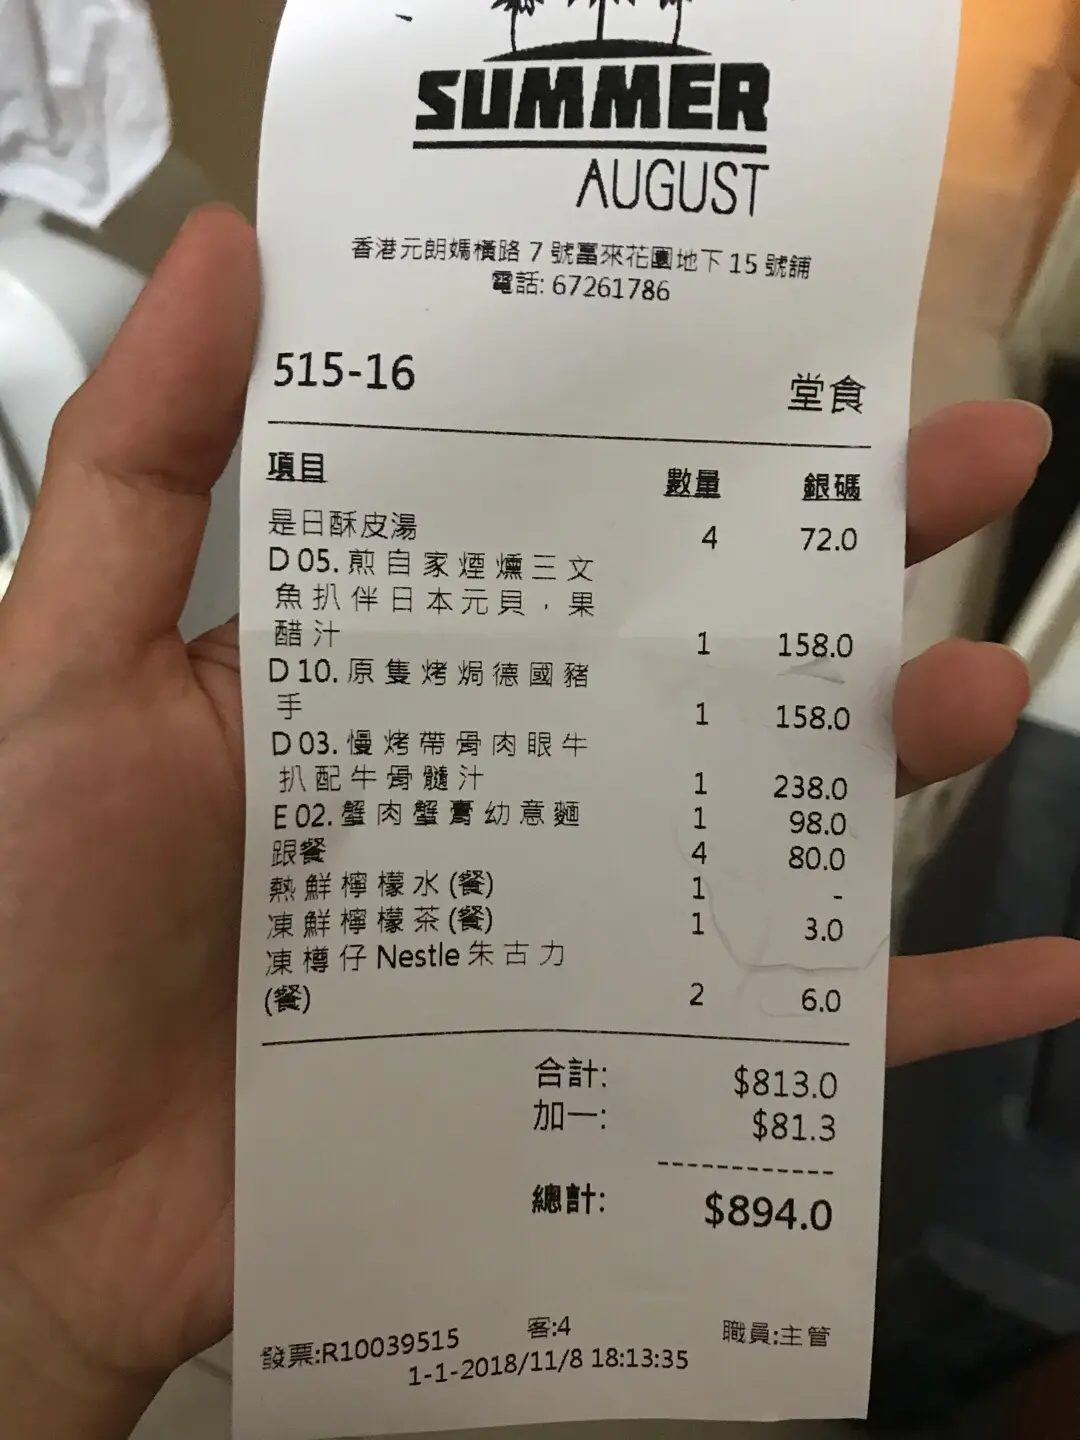 SUMMER
AUGUST
香港元朗媽橫路 7 號富來花園地下 15 號舖
電話: 67261786
515-16 堂食
項目 數量 銀碼
是日酥皮湯 4 72.0
D 05. 煎自家煙燻三文
魚扒伴日本元貝，果
醋汁 1 158.0
D 10. 原隻烤焗德國豬
手 1 158.0
D 03. 慢烤帶骨肉眼牛
扒配牛骨髓汁 1 238.0
E 02. 蟹肉蟹膏幼意麵 1 98.0
跟餐 4 80.0
熱鮮檸檬水 (餐) 1 -
凍鮮檸檬茶 (餐) 1 3.0
凍樽仔 Nestle 朱古力
(餐) 2 6.0
合計: $813.0
加一: $81.3
總計: $894.0
發票:R10039515 客:4 職員:主管
1-1-2018/11/8 18:13:35